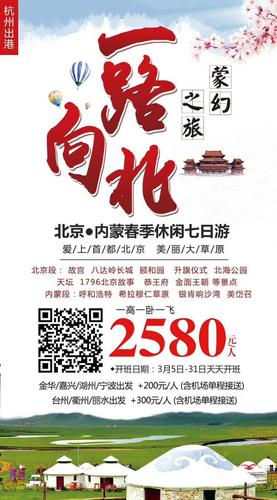 杭州出港
一路向北
蒙幻之旅
北京●内蒙春季休闲七日游
爱上首都北京 美丽大草原
北京段： 故宫 八达岭长城 颐和园 升旗仪式 北海公园
天坛 1796北京故事 恭王府 金面王朝 等景点
内蒙段：呼和浩特 希拉穆仁草原 银肯响沙湾 美岱召
一高一卧一飞
2580元/人
●开班日期：3月5日-31日天天开班
金华/嘉兴/湖州/宁波出发 +200元/人 (含机场单程接送)
台州/衢州/丽水出发 +300元/人 (含机场单程接送)